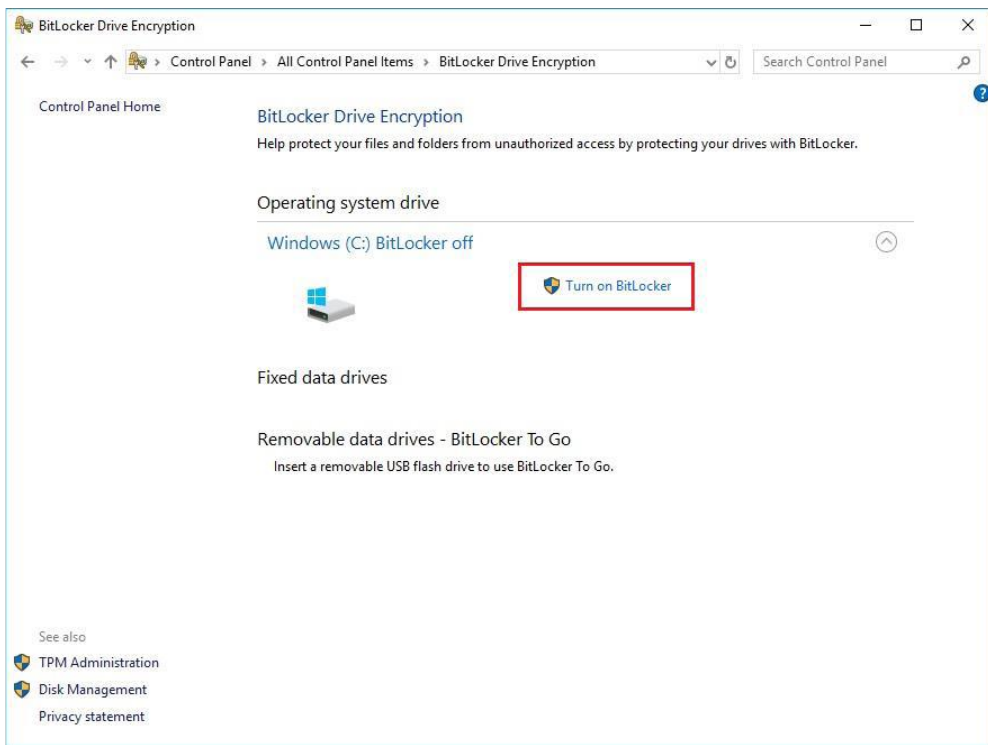 BitLocker Drive Encryption
Control Panel > All Control Panel Items > BitLocker Drive Encryption
Search Control Panel
Control Panel Home
BitLocker Drive Encryption
Help protect your files and folders from unauthorized access by protecting your drives with BitLocker.
Operating system drive
Windows (C:) BitLocker off
Turn on BitLocker
Fixed data drives
Removable data drives - BitLocker To Go
Insert a removable USB flash drive to use BitLocker To Go.
See also
TPM Administration
Disk Management
Privacy statement